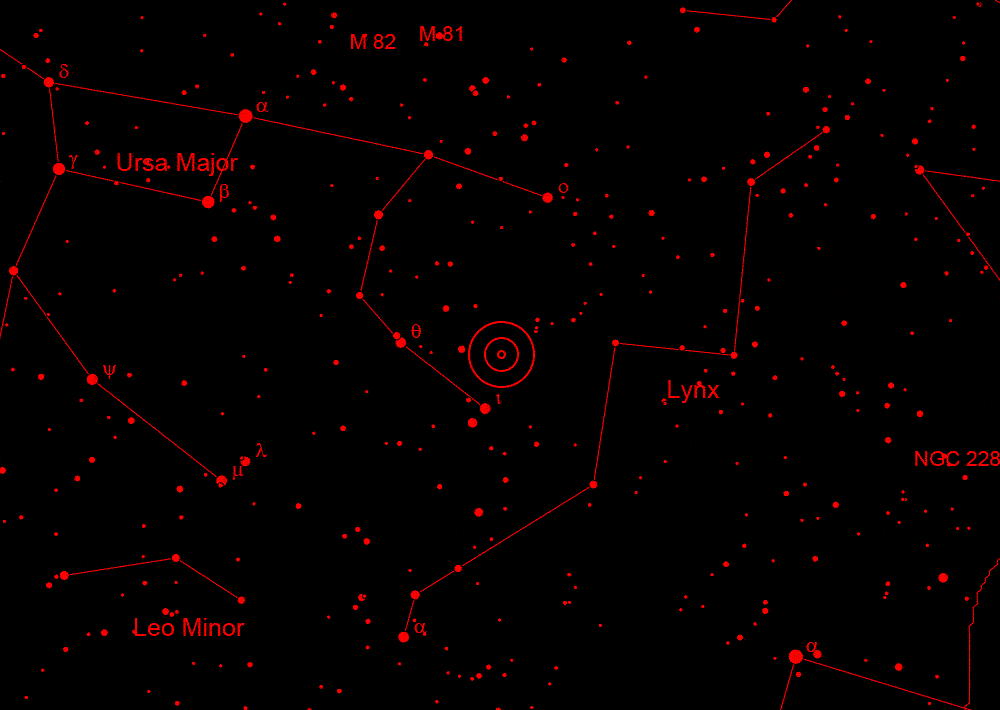 M 82
M 81
δ
α
γ
Ursa Major
β
ο
θ
ψ
Lynx
ι
λ
μ
NGC 228
α
Leo Minor
α